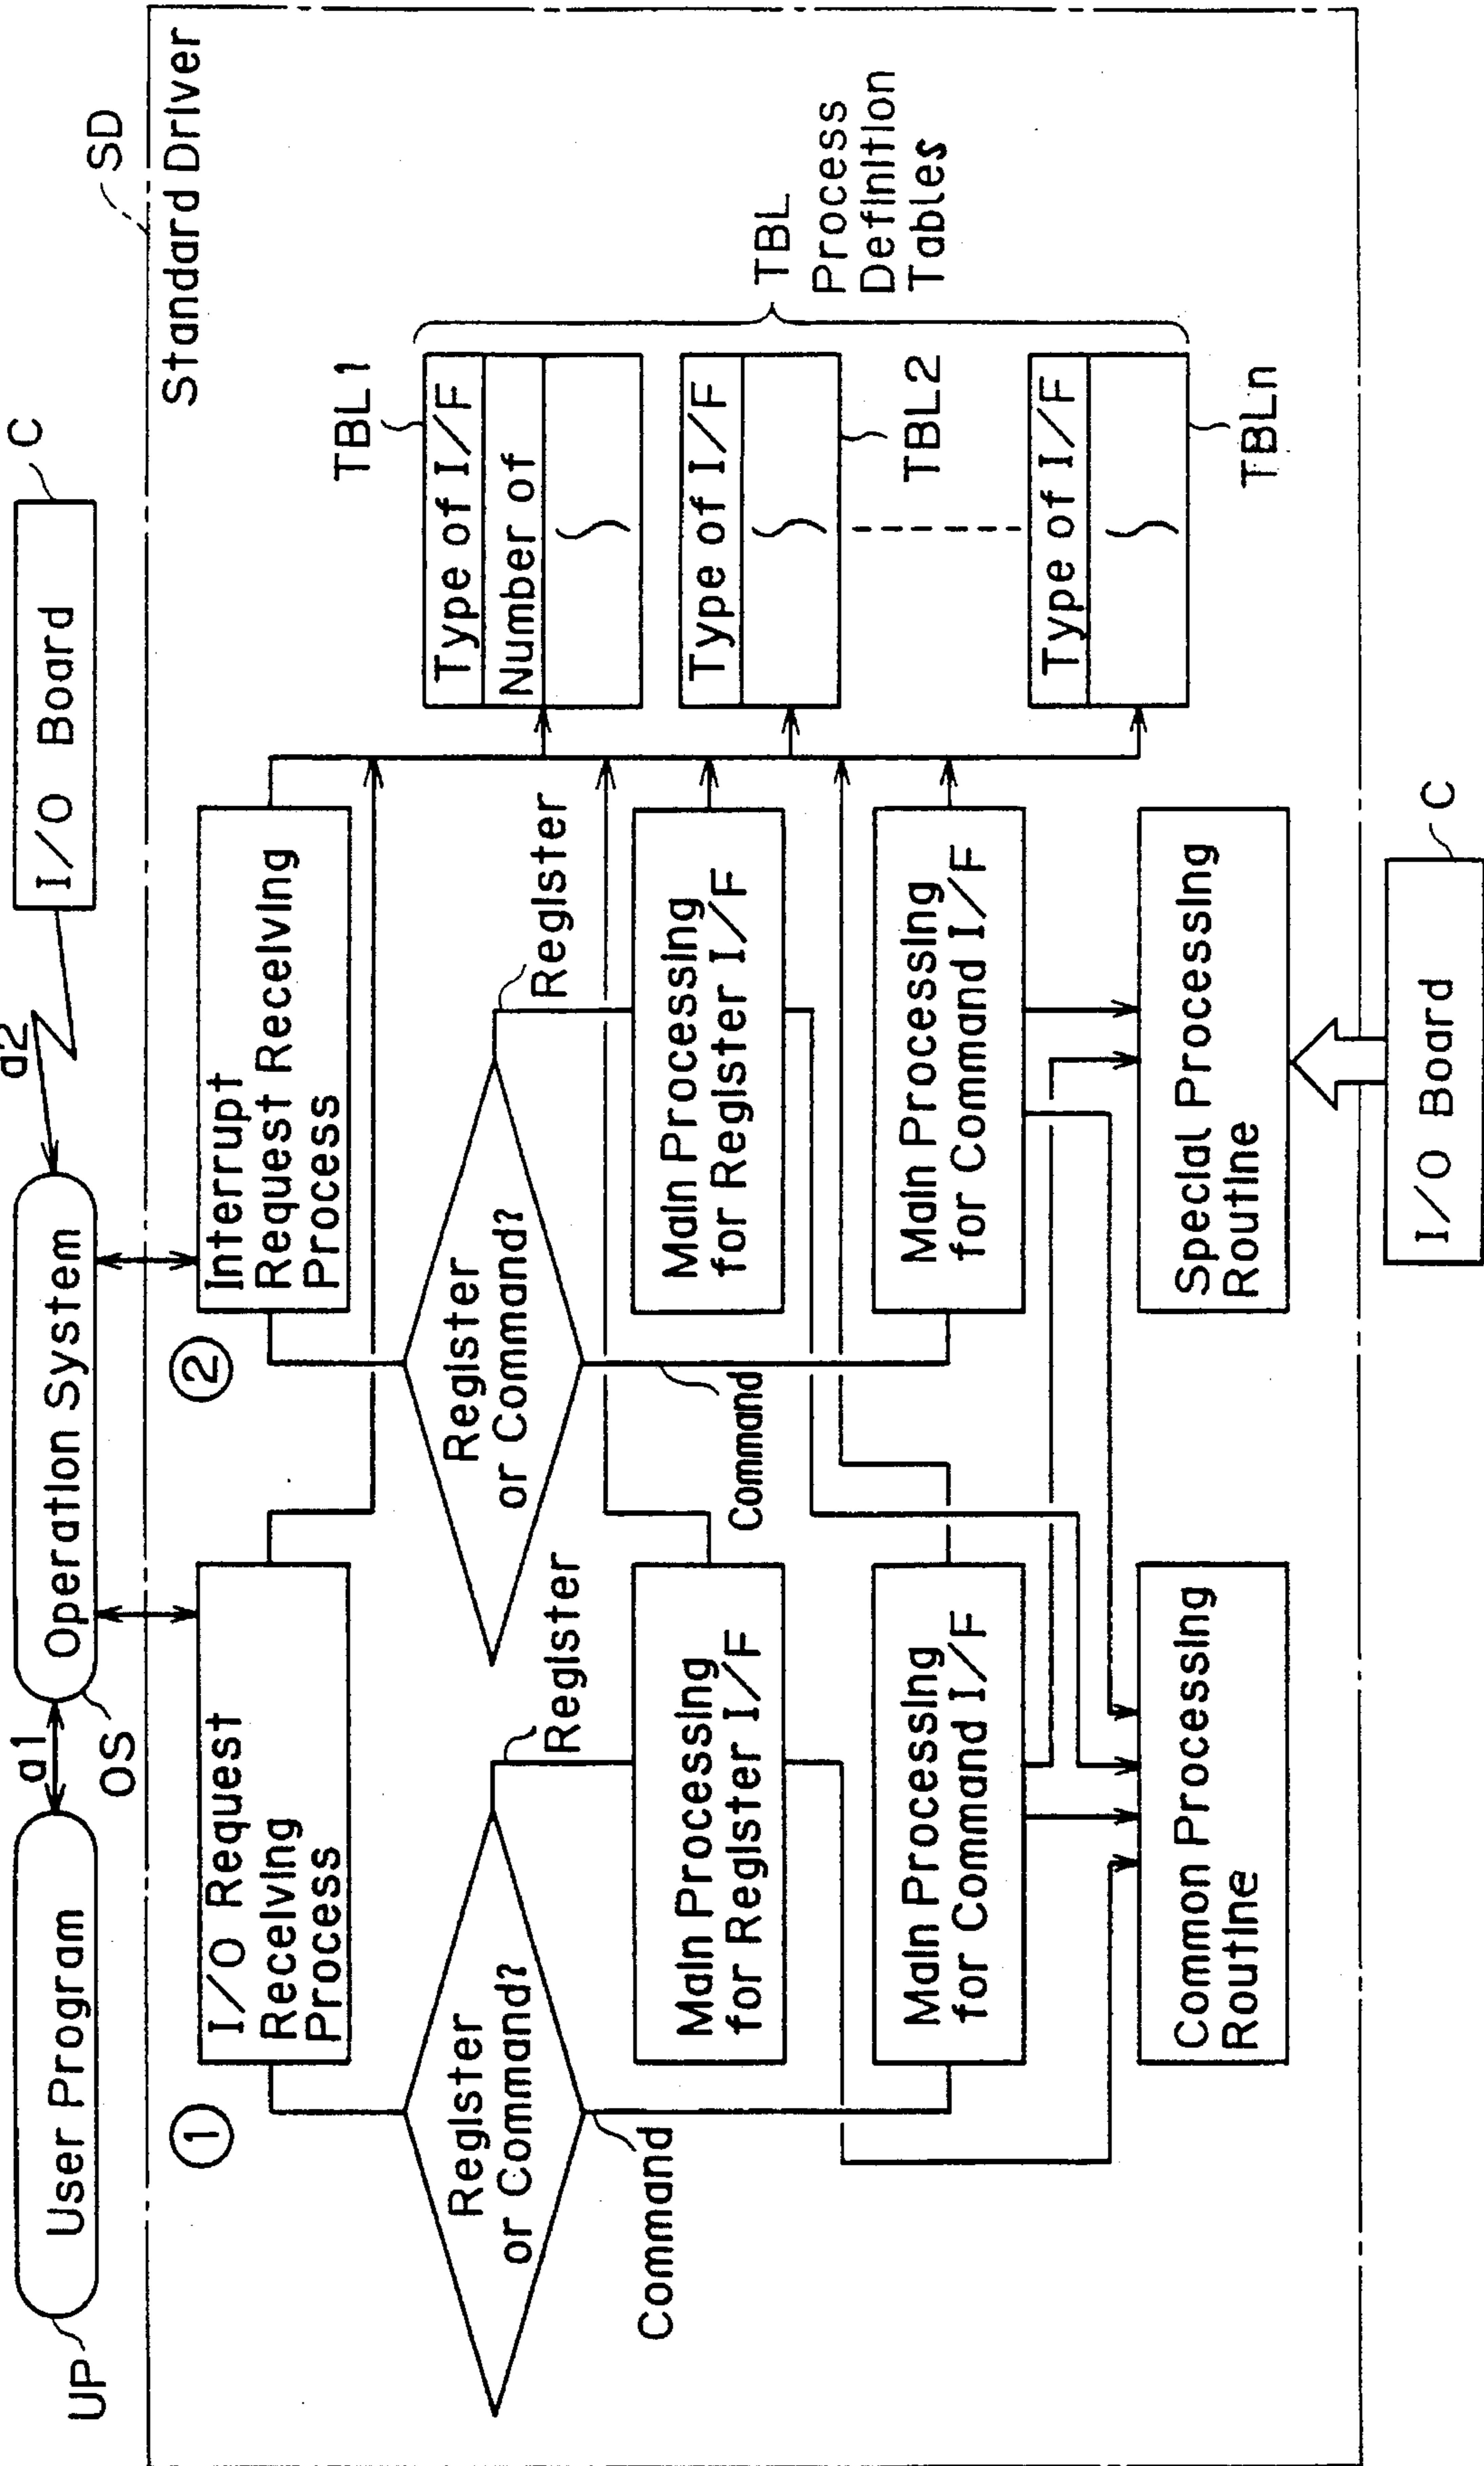 UP
User Program
a1
OS
Operation System
a2
I/O Board
C
SD
Standard Driver
1
I/O Request
Receiving
Process
2
Interrupt
Request Receiving
Process
Register
or Command?
Register
Command
Register
or Command?
Register
Command
Main Processing
for Register I/F
Main Processing
for Register I/F
Main Processing
for Command I/F
Main Processing
for Command I/F
Common Processing
Routine
Special Processing
Routine
TBL1
Type of I/F
Number of
Type of I/F
TBL2
Type of I/F
TBLn
TBL
Process
Definition
Tables
I/O Board
C